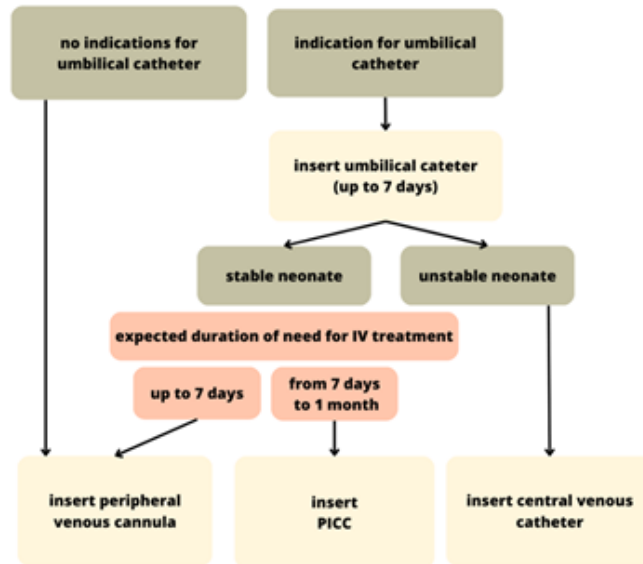 no indications for
umbilical catheter
indication for umbilical
catheter
insert umbilical cateter
(up to 7 days)
stable neonate
unstable neonate
expected duration of need for IV treatment
up to 7 days
from 7 days
to 1 month
insert peripheral
venous cannula
insert
PICC
insert central venous
catheter